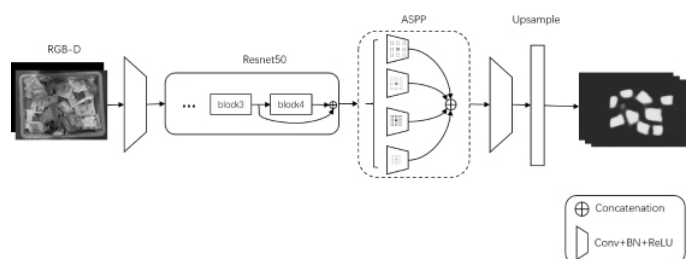 RGB-D
Resnet50
...
block3
block4
ASPP
Upsample
Concatenation
Conv+BN+ReLU